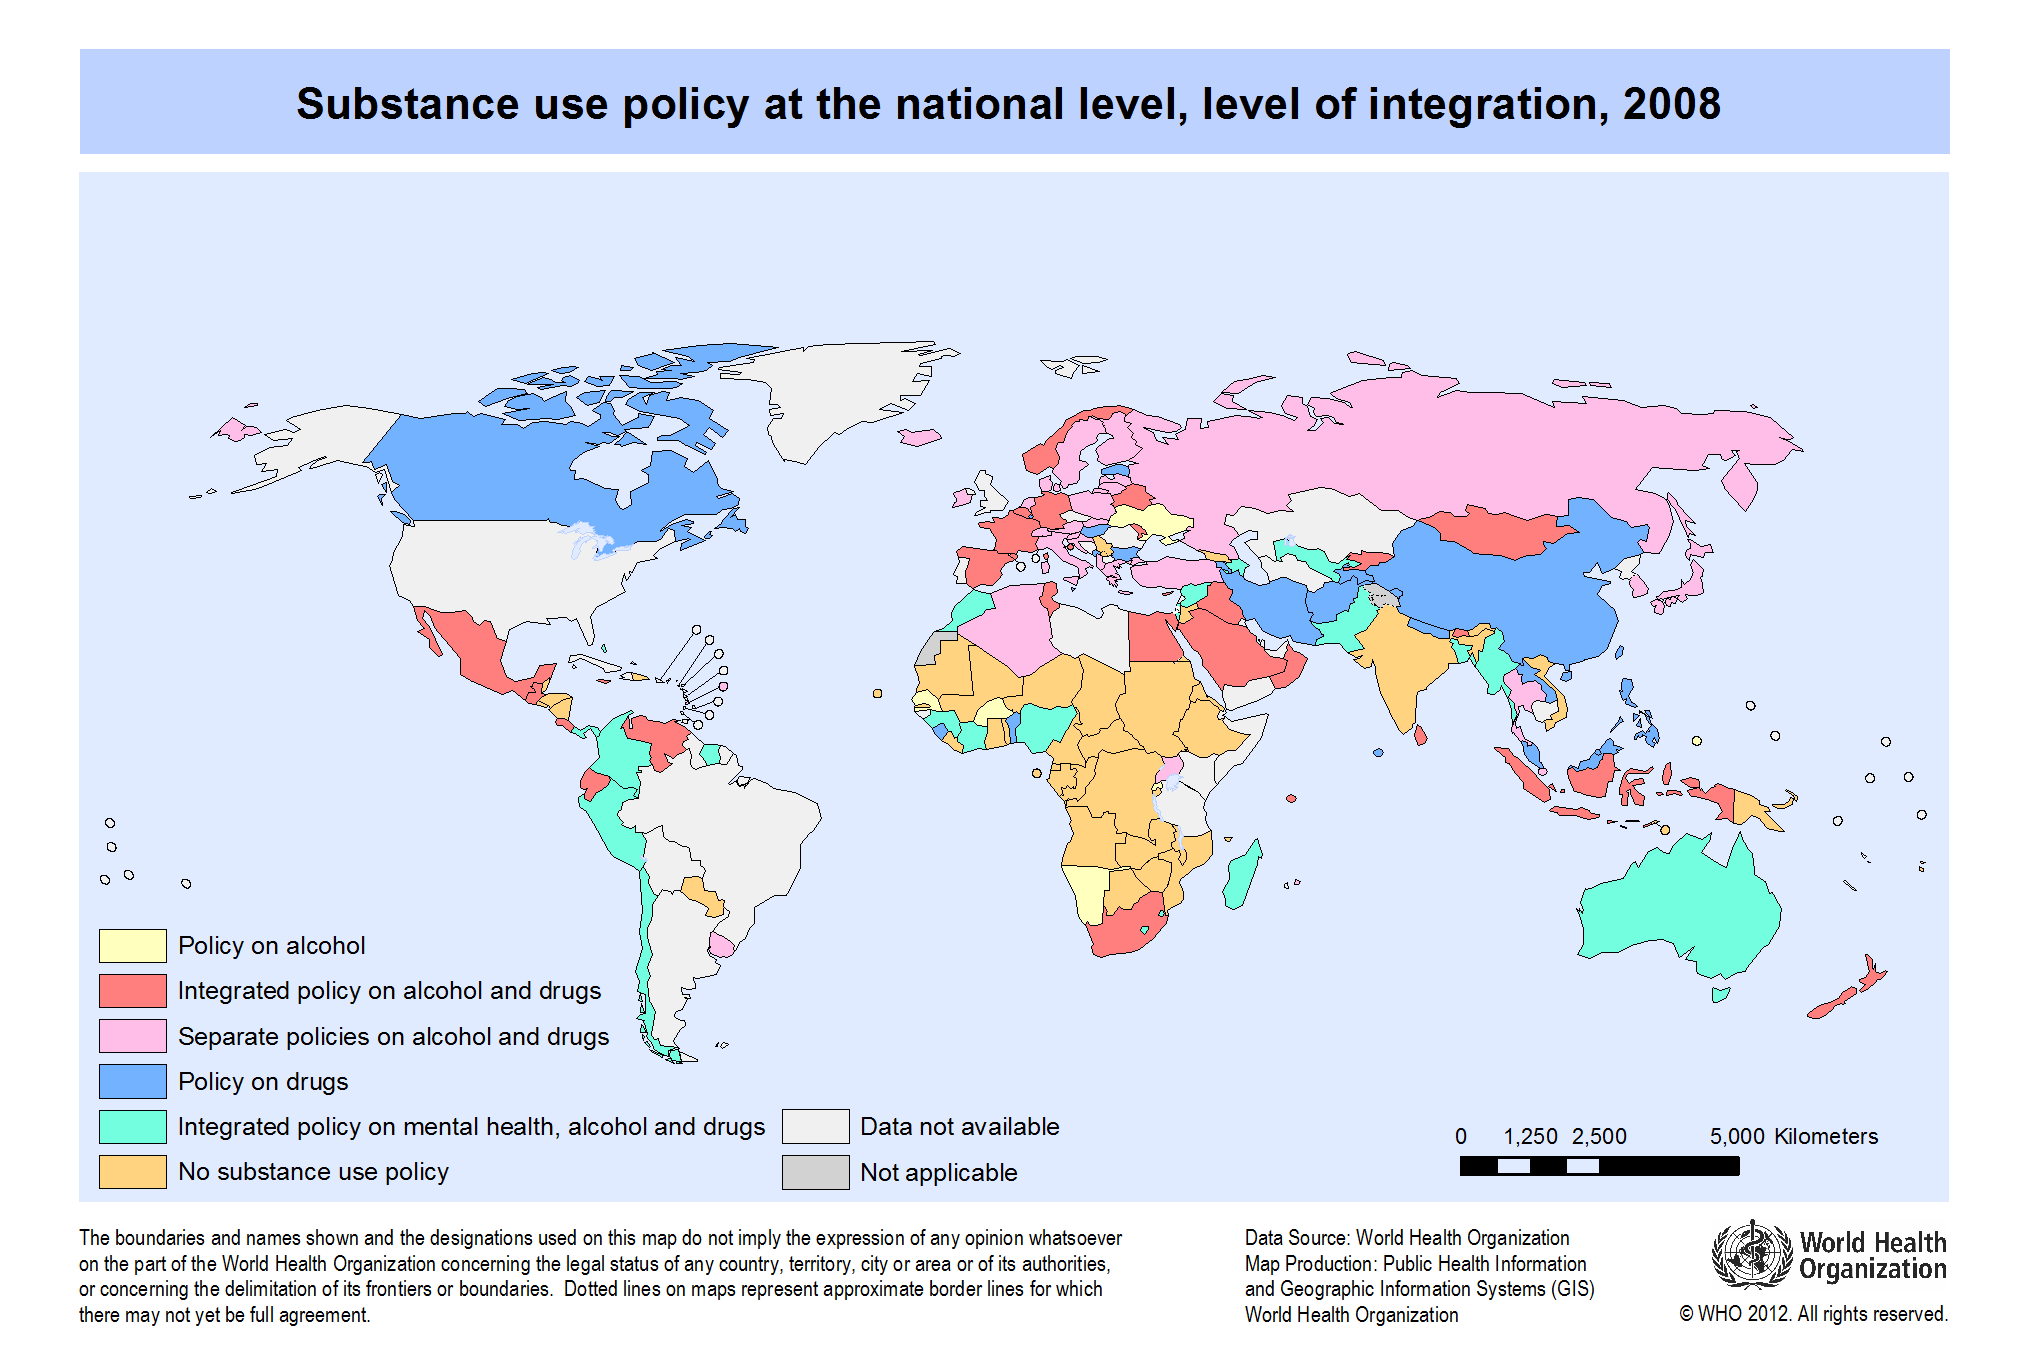 Substance use policy at the national level, level of integration, 2008
Policy on alcohol
Integrated policy on alcohol and drugs
Separate policies on alcohol and drugs
Policy on drugs
Integrated policy on mental health, alcohol and drugs
No substance use policy
Data not available
Not applicable
0 1,250 2,500 5,000 Kilometers
The boundaries and names shown and the designations used on this map do not imply the expression of any opinion whatsoever
on the part of the World Health Organization concerning the legal status of any country, territory, city or area or of its authorities,
or concerning the delimitation of its frontiers or boundaries. Dotted lines on maps represent approximate border lines for which
there may not yet be full agreement.
Data Source: World Health Organization
Map Production: Public Health Information
and Geographic Information Systems (GIS)
World Health Organization
World Health
Organization
© WHO 2012. All rights reserved.